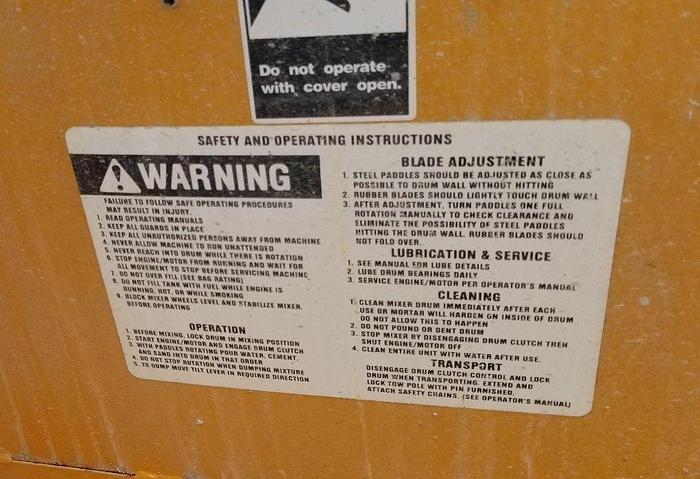 Do not operate
with cover open.
SAFETY AND OPERATING INSTRUCTIONS
WARNING
FAILURE TO FOLLOW SAFE OPERATING PROCEDURES
MAY RESULT IN INJURY.
1. READ OPERATING MANUALS
2. KEEP ALL GUARDS IN PLACE
3. KEEP ALL UNAUTHORIZED PERSONS AWAY FROM MACHINE
4. NEVER ALLOW MACHINE TO RUN UNATTENDED
5. NEVER REACH INTO DRUM WHILE THERE IS ROTATION
6. STOP ENGINE/MOTOR FROM RUNNING AND WAIT FOR
ALL MOVEMENT TO STOP BEFORE SERVICING MACHINE
7. DO NOT OVER FILL (SEE BAG RATING)
8. DO NOT FILL TANK WITH FUEL WHILE ENGINE IS
RUNNING, HOT, OR WHILE SMOKING
9. BLOCK MIXER WHEELS LEVEL AND STABILIZE MIXER
BEFORE OPERATING
OPERATION
1. BEFORE MIXING, LOCK DRUM IN MIXING POSITION
2. START ENGINE/MOTOR AND ENGAGE DRUM CLUTCH
3. WITH PADDLES ROTATING POUR WATER, CEMENT,
AND SAND INTO DRUM IN THAT ORDER
4. DO NOT STOP ROTATION WHEN DUMPING MIXTURE
5. TO DUMP MOVE TILT LEVER IN REQUIRED DIRECTION
BLADE ADJUSTMENT
1. STEEL PADDLES SHOULD BE ADJUSTED AS CLOSE AS
POSSIBLE TO DRUM WALL WITHOUT HITTING
2. RUBBER BLADES SHOULD LIGHTLY TOUCH DRUM WALL
3. AFTER ADJUSTMENT, TURN PADDLES ONE FULL
ROTATION MANUALLY TO CHECK CLEARANCE AND
ELIMINATE THE POSSIBILITY OF STEEL PADDLES
HITTING THE DRUM WALL. RUBBER BLADES SHOULD
NOT FOLD OVER.
LUBRICATION & SERVICE
1. SEE MANUAL FOR LUBE DETAILS
2. LUBE DRUM BEARINGS DAILY
3. SERVICE ENGINE/MOTOR PER OPERATOR'S MANUAL
CLEANING
1. CLEAN MIXER DRUM IMMEDIATELY AFTER EACH
USE OR MORTAR WILL HARDEN ON INSIDE OF DRUM
DO NOT ALLOW THIS TO HAPPEN
2. DO NOT POUND OR DENT DRUM
3. STOP MIXER BY DISENGAGING DRUM CLUTCH THEN
SHUT ENGINE/MOTOR OFF
4. CLEAN ENTIRE UNIT WITH WATER AFTER USE.
TRANSPORT
DISENGAGE DRUM CLUTCH CONTROL AND LOCK
DRUM WHEN TRANSPORTING. EXTEND AND
LOCK TOW POLE WITH PIN FURNISHED.
ATTACH SAFETY CHAINS. (SEE OPERATOR'S MANUAL)